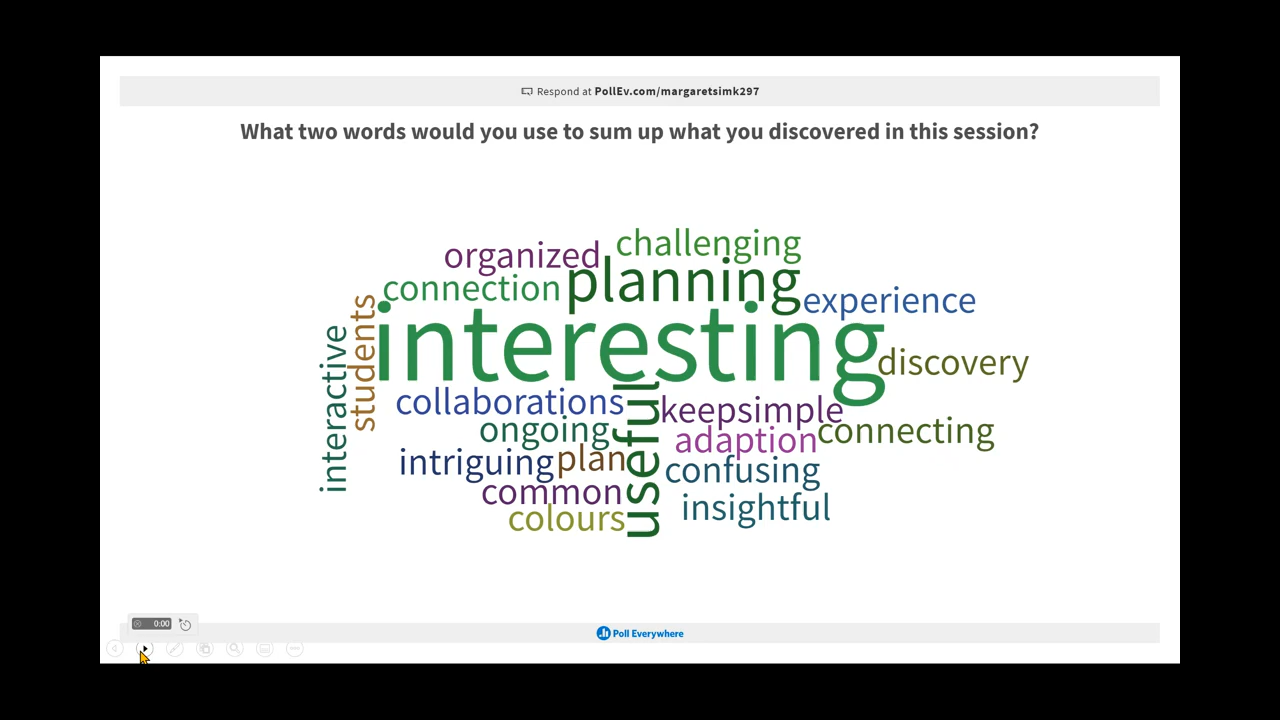 Respond at PollEv.com/margaretsimk297
What two words would you use to sum up what you discovered in this session?
challenging
organized
planning
connection
experience
students
interesting
interactive
discovery
collaborations
useful
keepsimple
ongoing
adaption
connecting
intriguing
plan
confusing
common
insightful
colours
0:00
Poll Everywhere